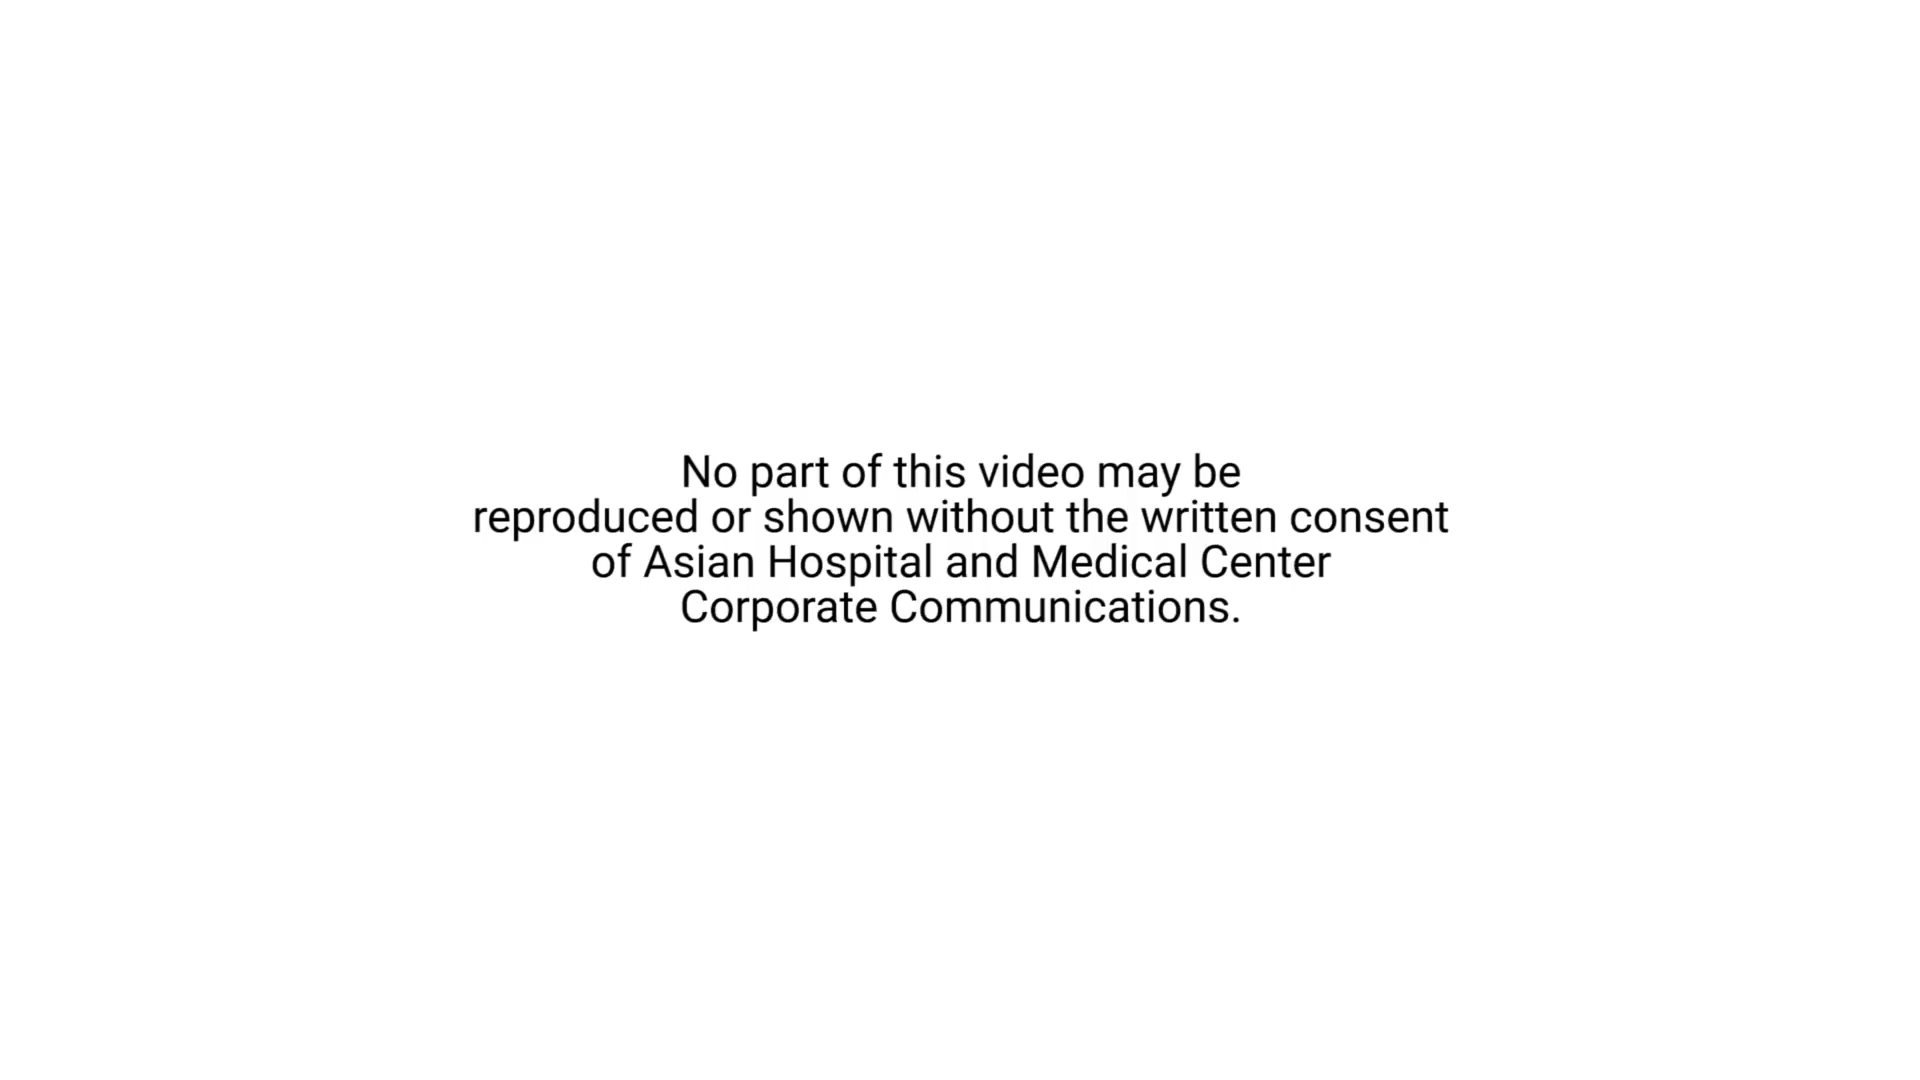 No part of this video may be
reproduced or shown without the written consent
of Asian Hospital and Medical Center
Corporate Communications.